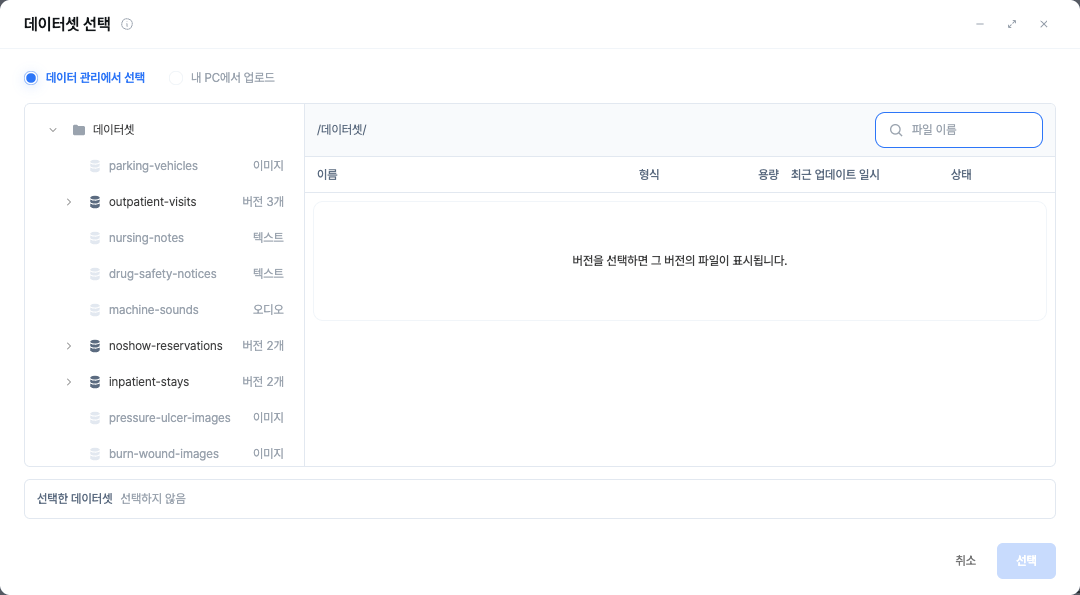 데이터셋 선택
데이터 관리에서 선택
내 PC에서 업로드
데이터셋
parking-vehicles 이미지
outpatient-visits 버전 3개
nursing-notes 텍스트
drug-safety-notices 텍스트
machine-sounds 오디오
noshow-reservations 버전 2개
inpatient-stays 버전 2개
pressure-ulcer-images 이미지
burn-wound-images 이미지
/데이터셋/
파일 이름
이름 형식 용량 최근 업데이트 일시 상태
버전을 선택하면 그 버전의 파일이 표시됩니다.
선택한 데이터셋 선택하지 않음
취소 선택